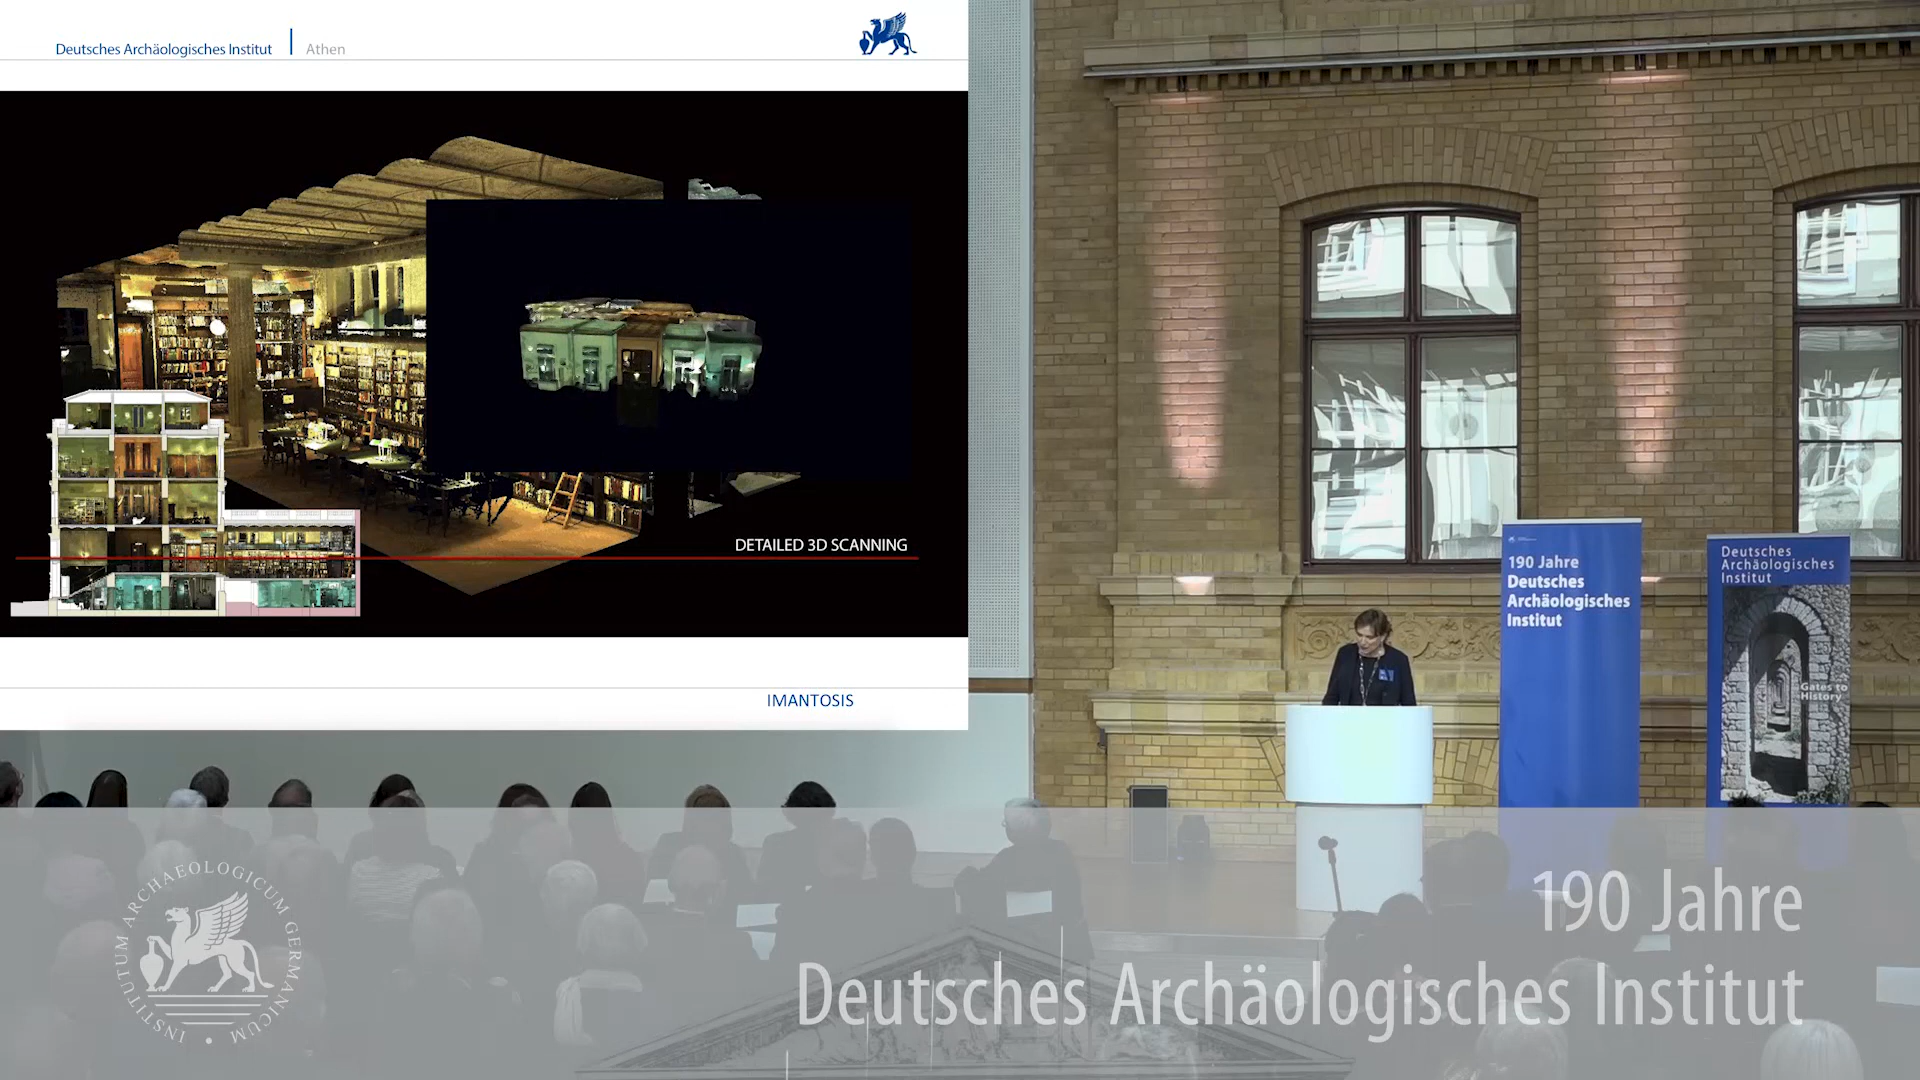 Deutsches Archäologisches Institut
Athen
DETAILED 3D SCANNING
IMANTOSIS
190 Jahre
Deutsches
Archäologisches
Institut
Deutsches
Archäologisches
Institut
Gates to
History
INSTITUTUM ARCHAEOLOGICUM GERMANICUM
190 Jahre
Deutsches Archäologisches Institut